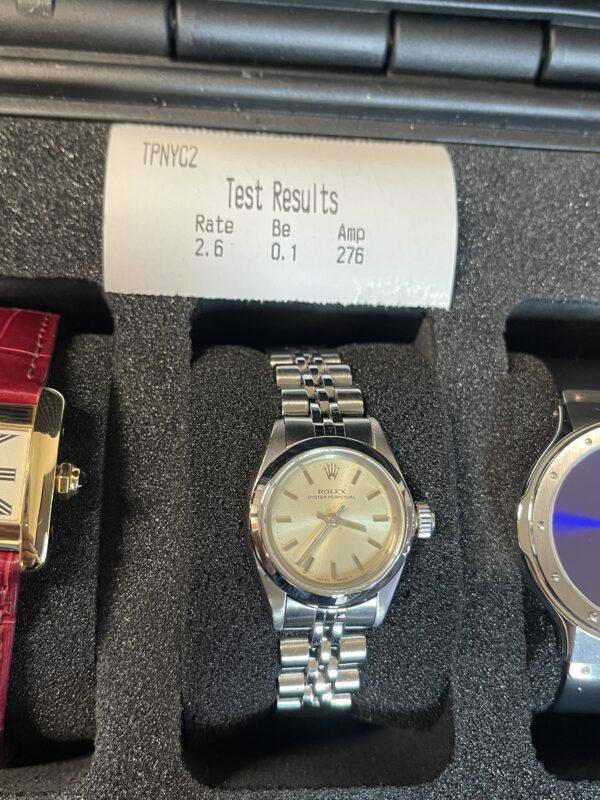 TPNYC2
Test Results
Rate Be Amp
2.6 0.1 276
ROLEX
OYSTER PERPETUAL